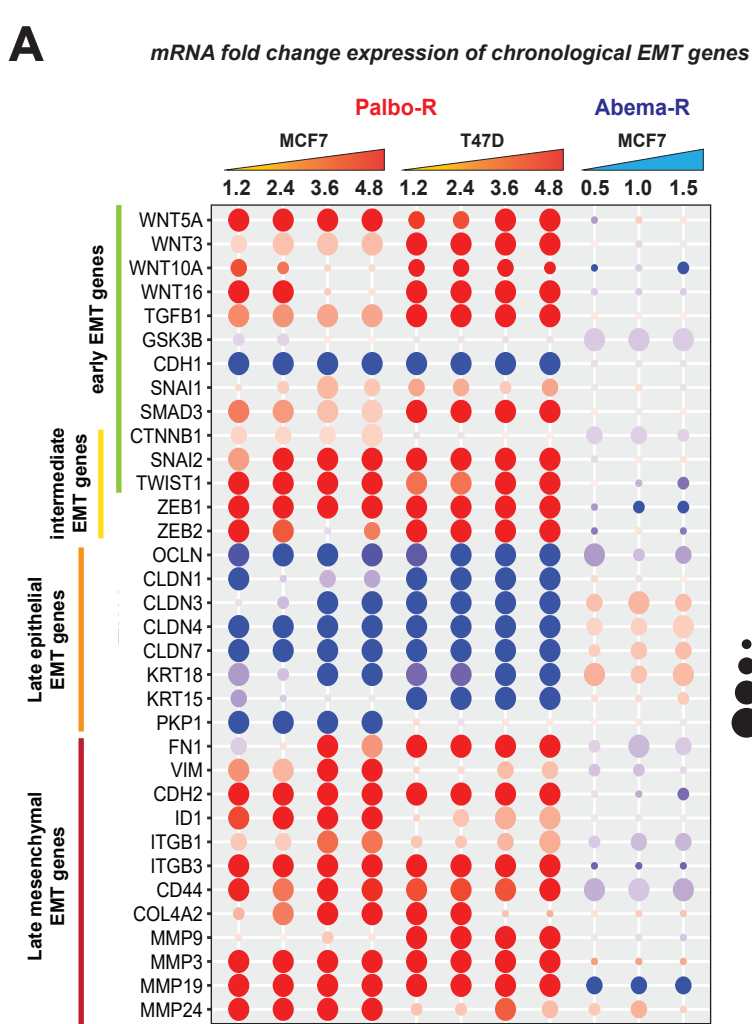 A
mRNA fold change expression of chronological EMT genes
Palbo-R
Abema-R
MCF7
T47D
MCF7
1.2 2.4 3.6 4.8 1.2 2.4 3.6 4.8 0.5 1.0 1.5
early EMT genes
intermediate
EMT genes
Late epithelial
EMT genes
Late mesenchymal
EMT genes
WNT5A
WNT3
WNT10A
WNT16
TGFB1
GSK3B
CDH1
SNAI1
SMAD3
CTNNB1
SNAI2
TWIST1
ZEB1
ZEB2
OCLN
CLDN1
CLDN3
CLDN4
CLDN7
KRT18
KRT15
PKP1
FN1
VIM
CDH2
ID1
ITGB1
ITGB3
CD44
COL4A2
MMP9
MMP3
MMP19
MMP24